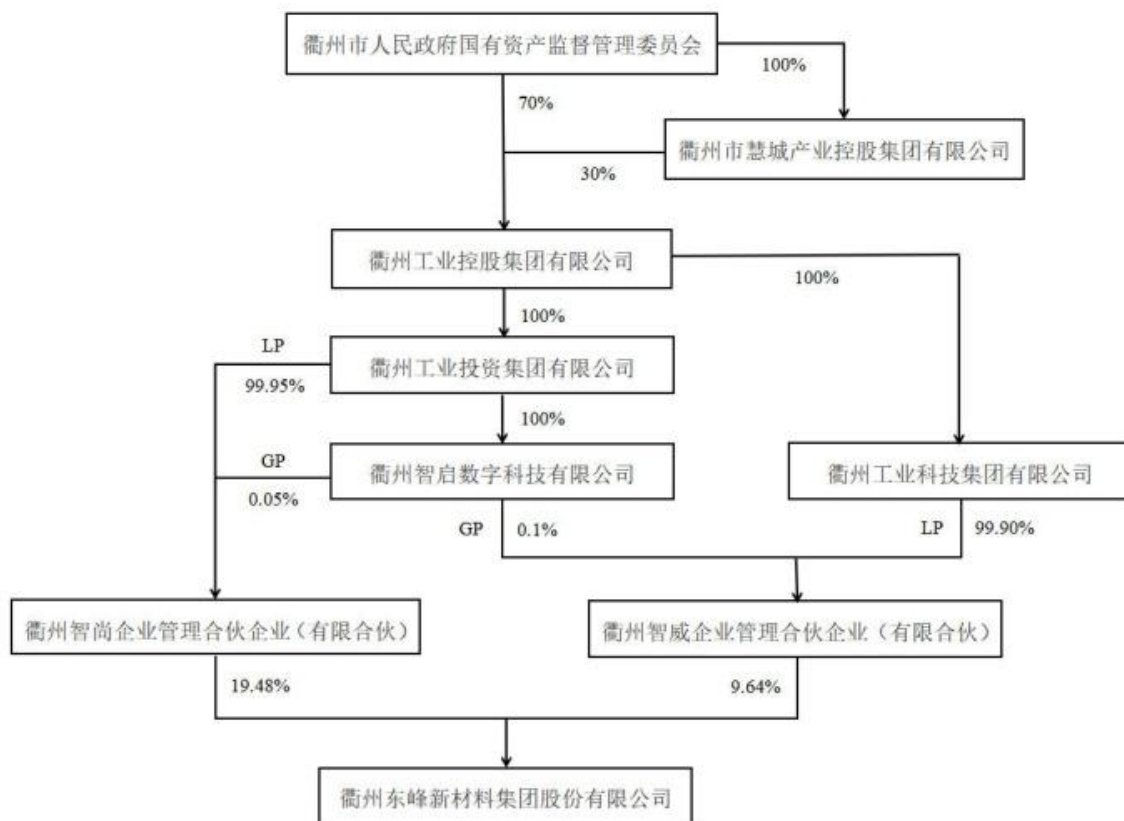 衢州市人民政府国有资产监督管理委员会
100%
70%
衢州市慧城产业控股集团有限公司
30%
衢州工业控股集团有限公司
100%
100%
LP
衢州工业投资集团有限公司
99.95%
100%
GP
衢州智启数字科技有限公司
衢州工业科技集团有限公司
0.05%
GP
0.1%
LP
99.90%
衢州智尚企业管理合伙企业（有限合伙）
衢州智威企业管理合伙企业（有限合伙）
19.48%
9.64%
衢州东峰新材料集团股份有限公司